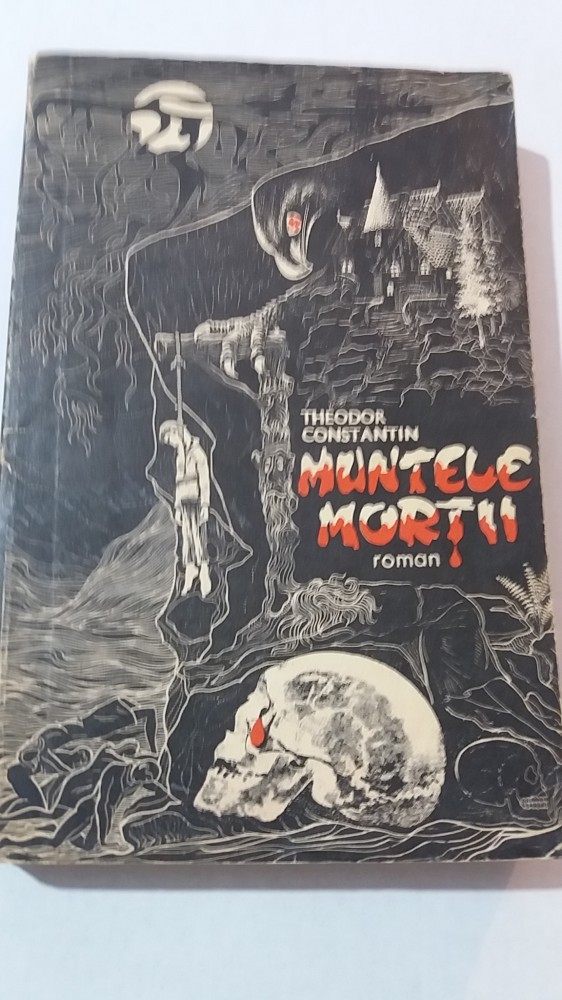 THEODOR
CONSTANTIN
MUNTELE
MORȚII
roman